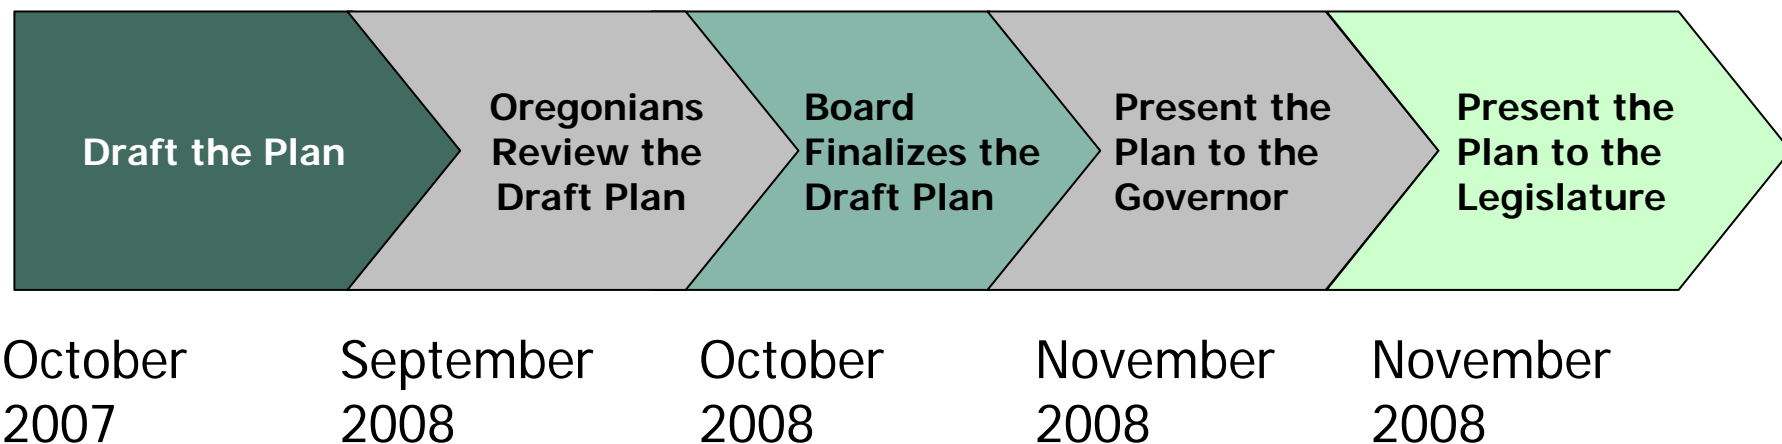 Draft the Plan
Oregonians
Review the
Draft Plan
Board
Finalizes the
Draft Plan
Present the
Plan to the
Governor
Present the
Plan to the
Legislature
October
2007
September
2008
October
2008
November
2008
November
2008